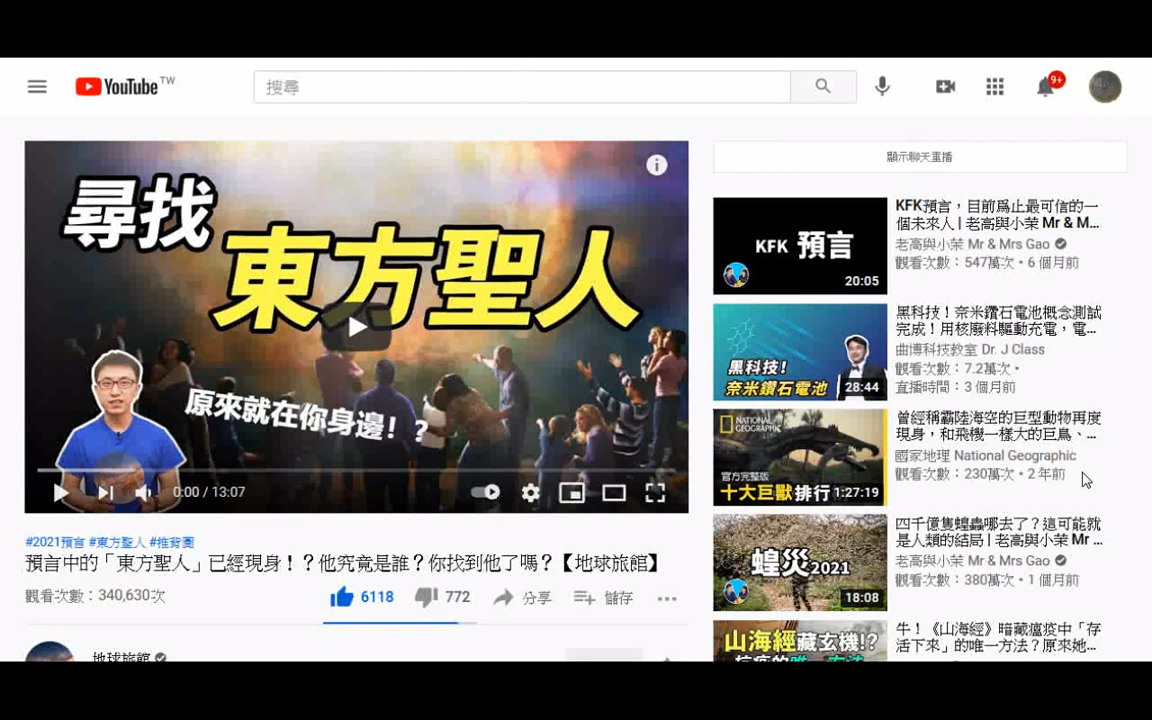 YouTube TW
搜尋
9+
尋找
東方聖人
原來就在你身邊！？
0:00 / 13:07
#2021預言 #東方聖人 #推背圖
預言中的「東方聖人」已經現身！？他究竟是誰？你找到他了嗎？【地球旅館】
觀看次數：340,630次
6118
772
分享
儲存
地球旅館
顯示聊天重播
KFK 預言
20:05
KFK預言，目前爲止最可信的一
個未來人 | 老高與小茉 Mr & M...
老高與小茉 Mr & Mrs Gao
觀看次數：547萬次 • 6 個月前
黑科技!
奈米鑽石電池
28:44
黑科技！奈米鑽石電池概念測試
完成！用核廢料驅動充電，電...
曲博科技教室 Dr. J Class
觀看次數：7.2萬次 •
直播時間：3 個月前
NATIONAL GEOGRAPHIC
官方完整版
十大巨獸排行
1:27:19
曾經稱霸陸海空的巨型動物再度
現身，和飛機一樣大的巨鳥、...
國家地理 National Geographic
觀看次數：230萬次 • 2 年前
蝗災2021
18:08
四千億隻蝗蟲哪去了？這可能就
是人類的結局 | 老高與小茉 Mr ...
老高與小茉 Mr & Mrs Gao
觀看次數：380萬次 • 1 個月前
山海經藏玄機!?
牛！《山海經》暗藏瘟疫中「存
活下來」的唯一方法？原來她...